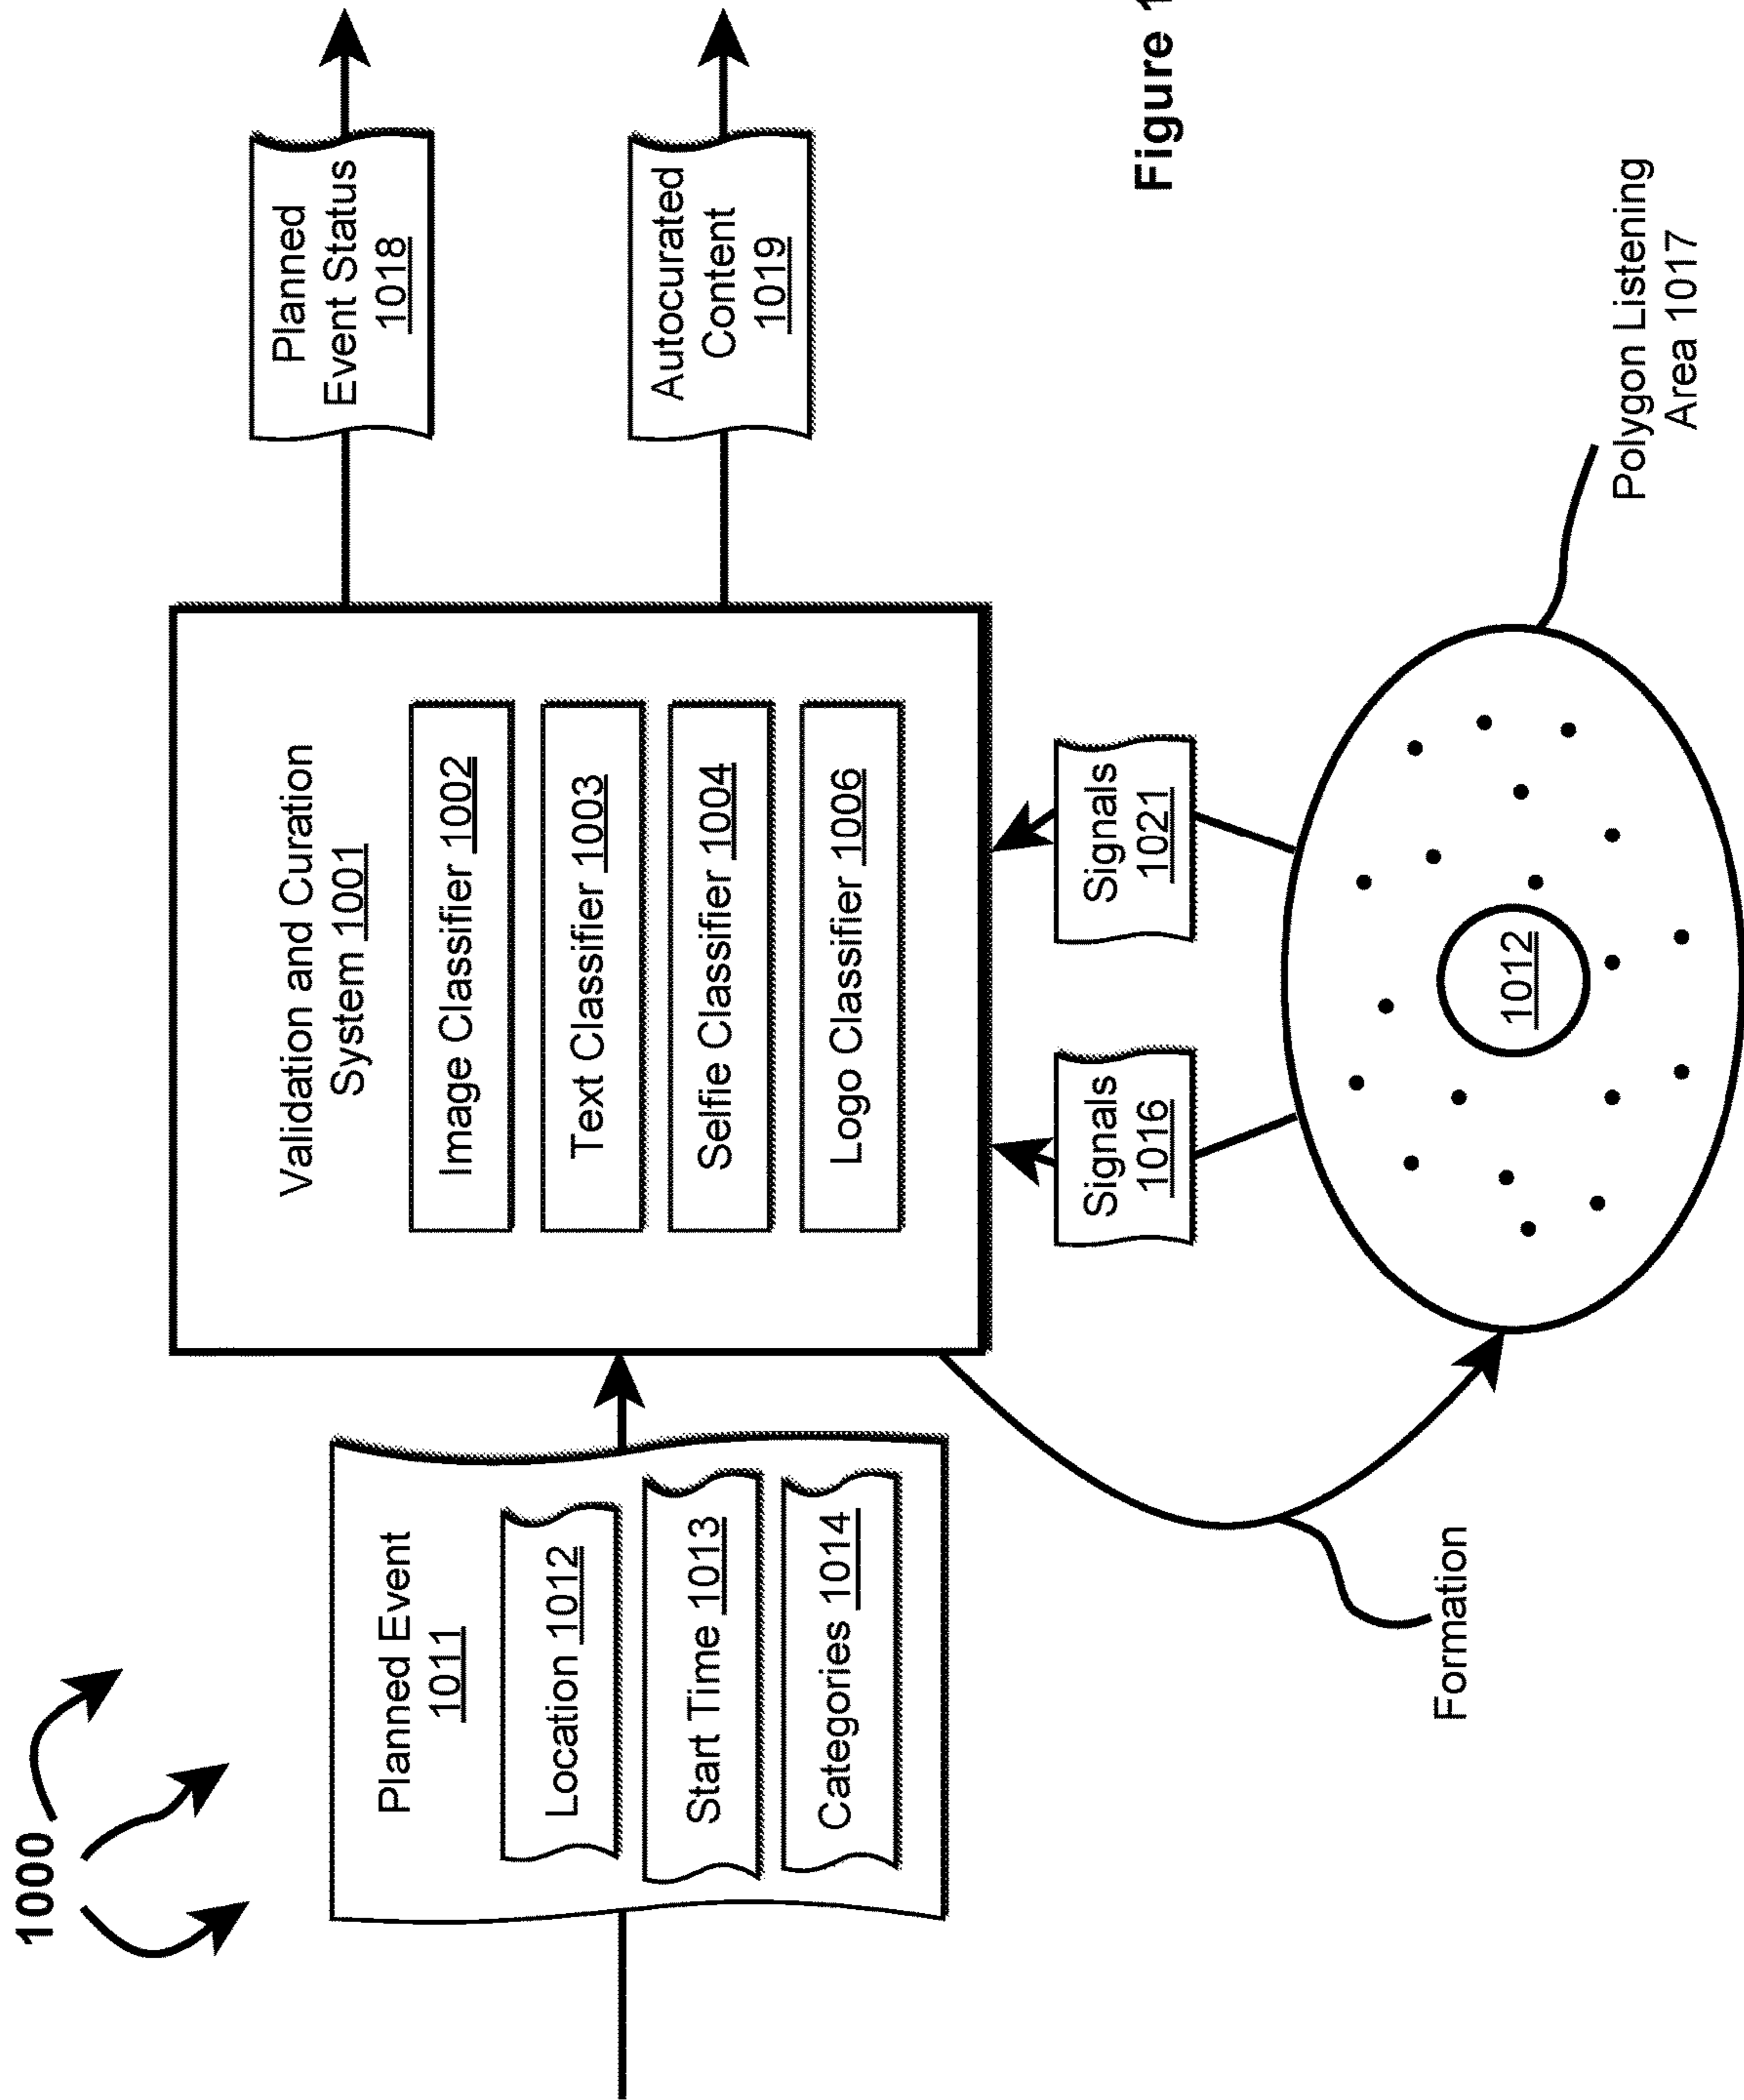 1000
Planned Event
1011
Location 1012
Start Time 1013
Categories 1014
Validation and Curation
System 1001
Image Classifier 1002
Text Classifier 1003
Selfie Classifier 1004
Logo Classifier 1006
Planned
Event Status
1018
Autocurated
Content
1019
Signals
1016
Signals
1021
Formation
1012
Polygon Listening
Area 1017
Figure 1